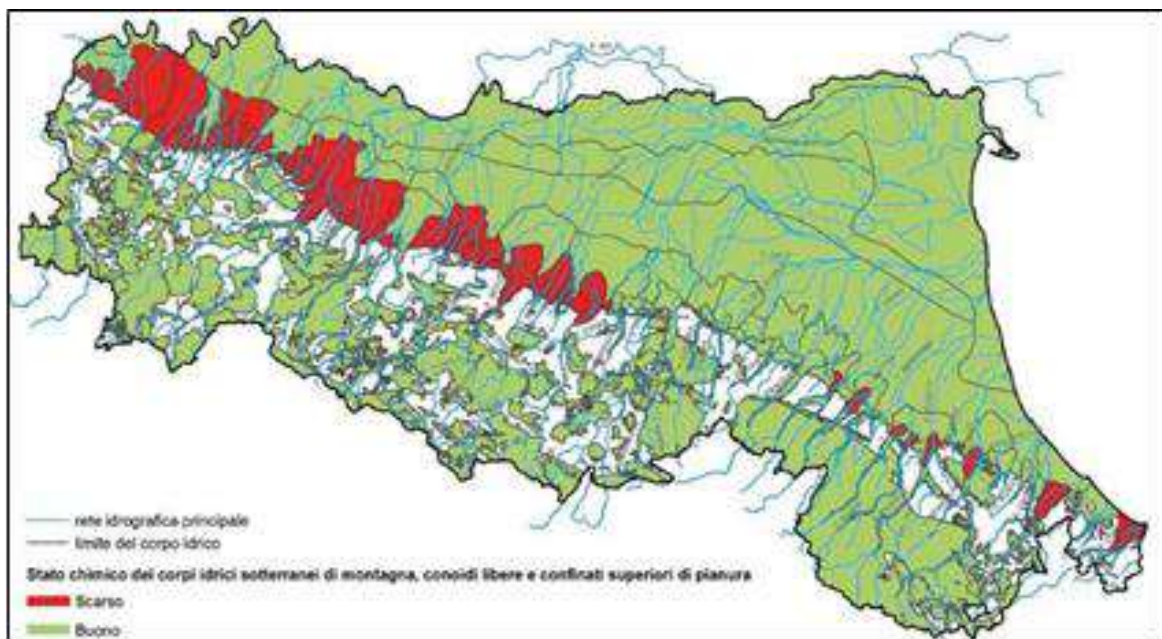 rete idrografica principale
limite del corpo idrico
Stato chimico dei corpi idrici sotterranei di montagna, conoidi libere e confinati superiori di pianura
Scarso
Buono